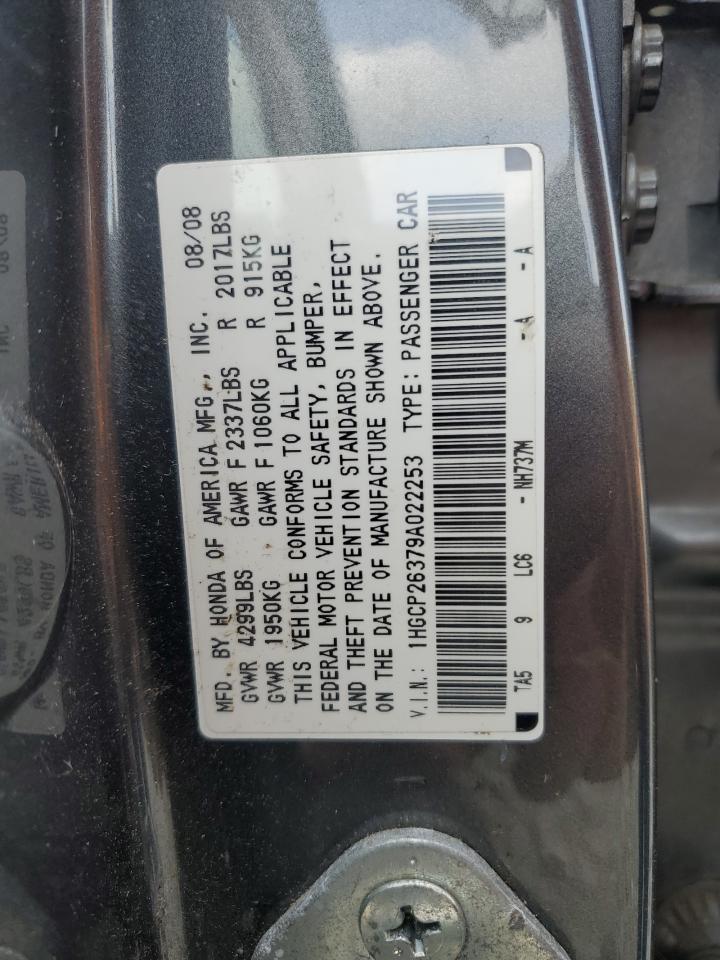 MFD. BY HONDA OF AMERICA MFG., INC. 08/08
GVWR 4299LBS GAWR F 2337LBS R 2017LBS
GVWR 1950KG GAWR F 1060KG R 915KG
THIS VEHICLE CONFORMS TO ALL APPLICABLE
FEDERAL MOTOR VEHICLE SAFETY, BUMPER,
AND THEFT PREVENTION STANDARDS IN EFFECT
ON THE DATE OF MANUFACTURE SHOWN ABOVE.
V.I.N.: 1HGCP26379A022253 TYPE: PASSENGER CAR
TA5 9 LC6 - NH737M - A - A